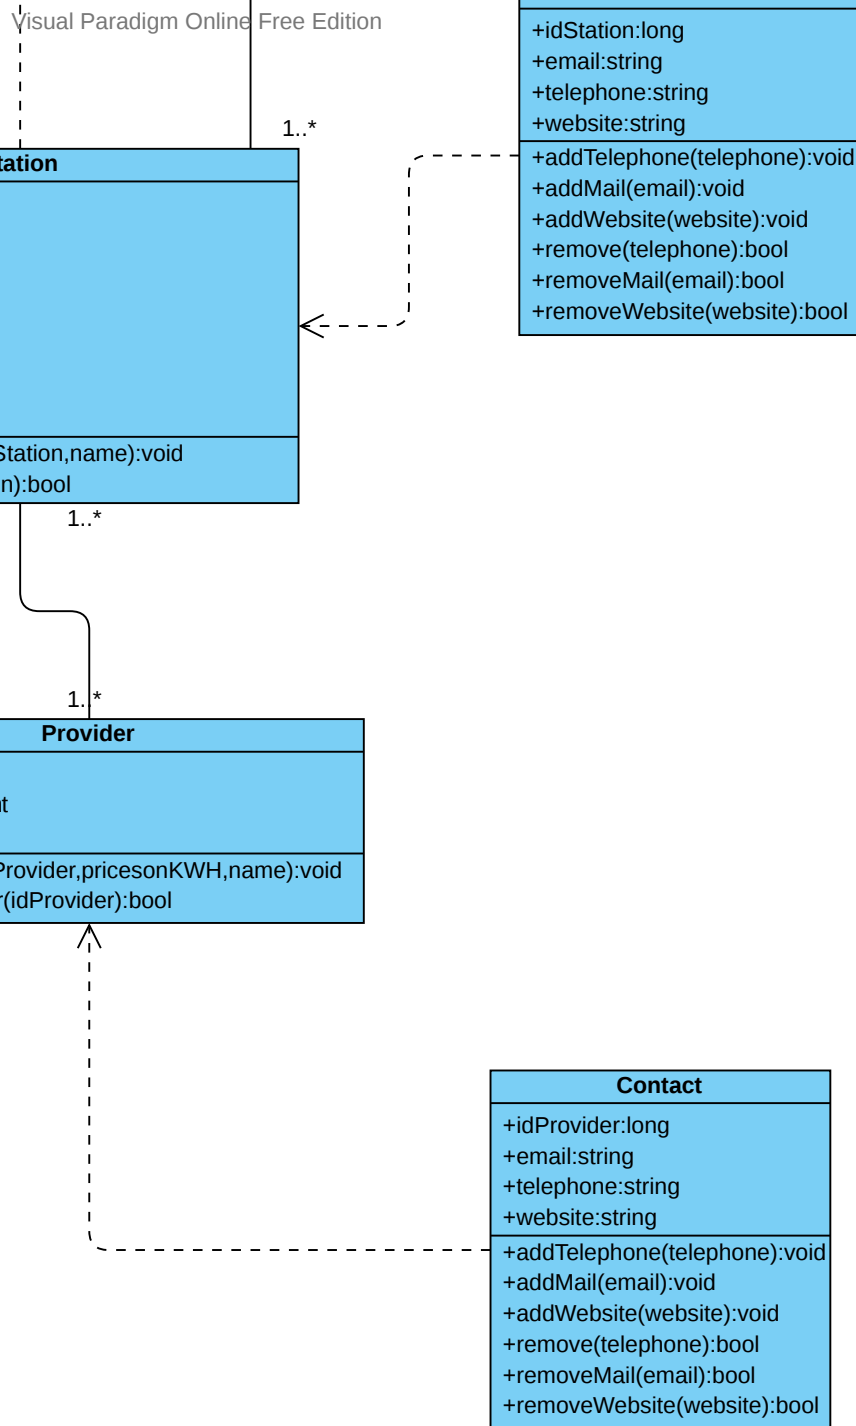 Visual Paradigm Online Free Edition
+idStation:long
+email:string
+telephone:string
+website:string
+addTelephone(telephone):void
+addMail(email):void
+addWebsite(website):void
+remove(telephone):bool
+removeMail(email):bool
+removeWebsite(website):bool
1..*
tation
Station,name):void
n):bool
1..*
1..*
Provider
nt
Provider,pricesonKWH,name):void
r(idProvider):bool
Contact
+idProvider:long
+email:string
+telephone:string
+website:string
+addTelephone(telephone):void
+addMail(email):void
+addWebsite(website):void
+remove(telephone):bool
+removeMail(email):bool
+removeWebsite(website):bool